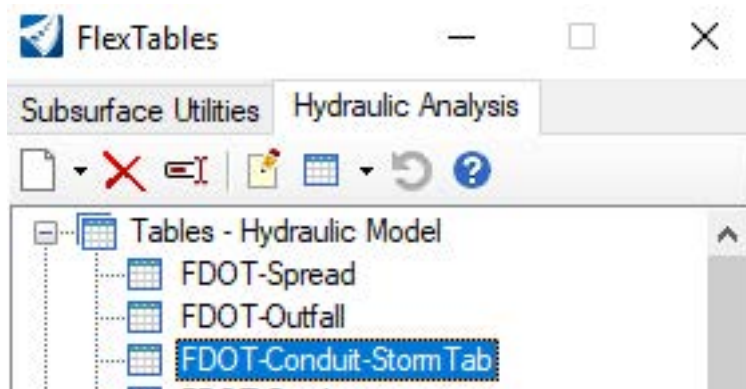 FlexTables
Subsurface Utilities Hydraulic Analysis
Tables - Hydraulic Model
FDOT-Spread
FDOT-Outfall
FDOT-Conduit-StormTab